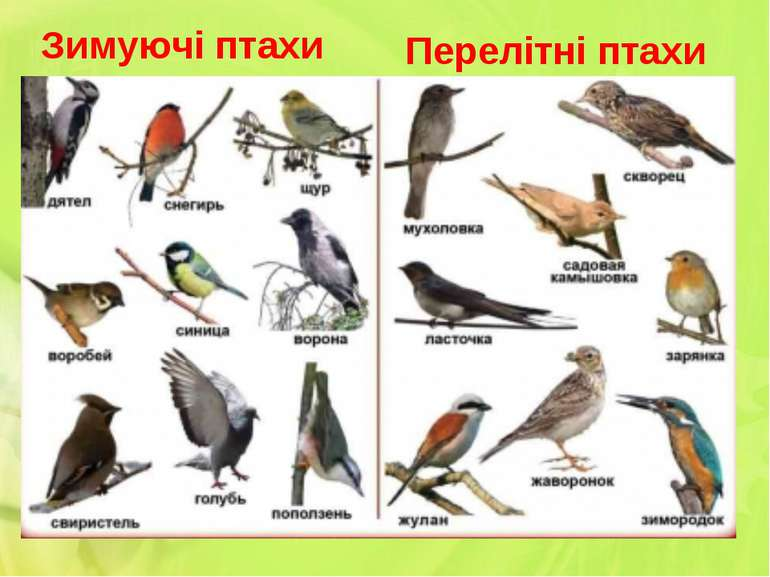 Зимуючі птахи
Перелітні птахи
дятел
снегирь
щур
воробей
синица
ворона
свиристель
голубь
поползень
мухоловка
скворец
садовая
камышовка
ласточка
зарянка
жулан
жаворонок
зимородок